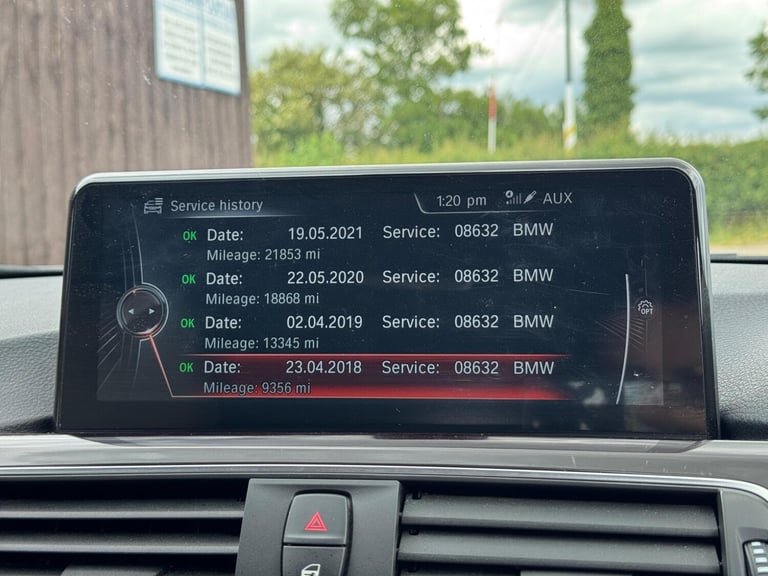 Service history
1:20 pm
AUX
OK Date: 19.05.2021 Service: 08632 BMW
Mileage: 21853 mi
OK Date: 22.05.2020 Service: 08632 BMW
Mileage: 18868 mi
OPT
OK Date: 02.04.2019 Service: 08632 BMW
Mileage: 13345 mi
OK Date: 23.04.2018 Service: 08632 BMW
Mileage: 9356 mi